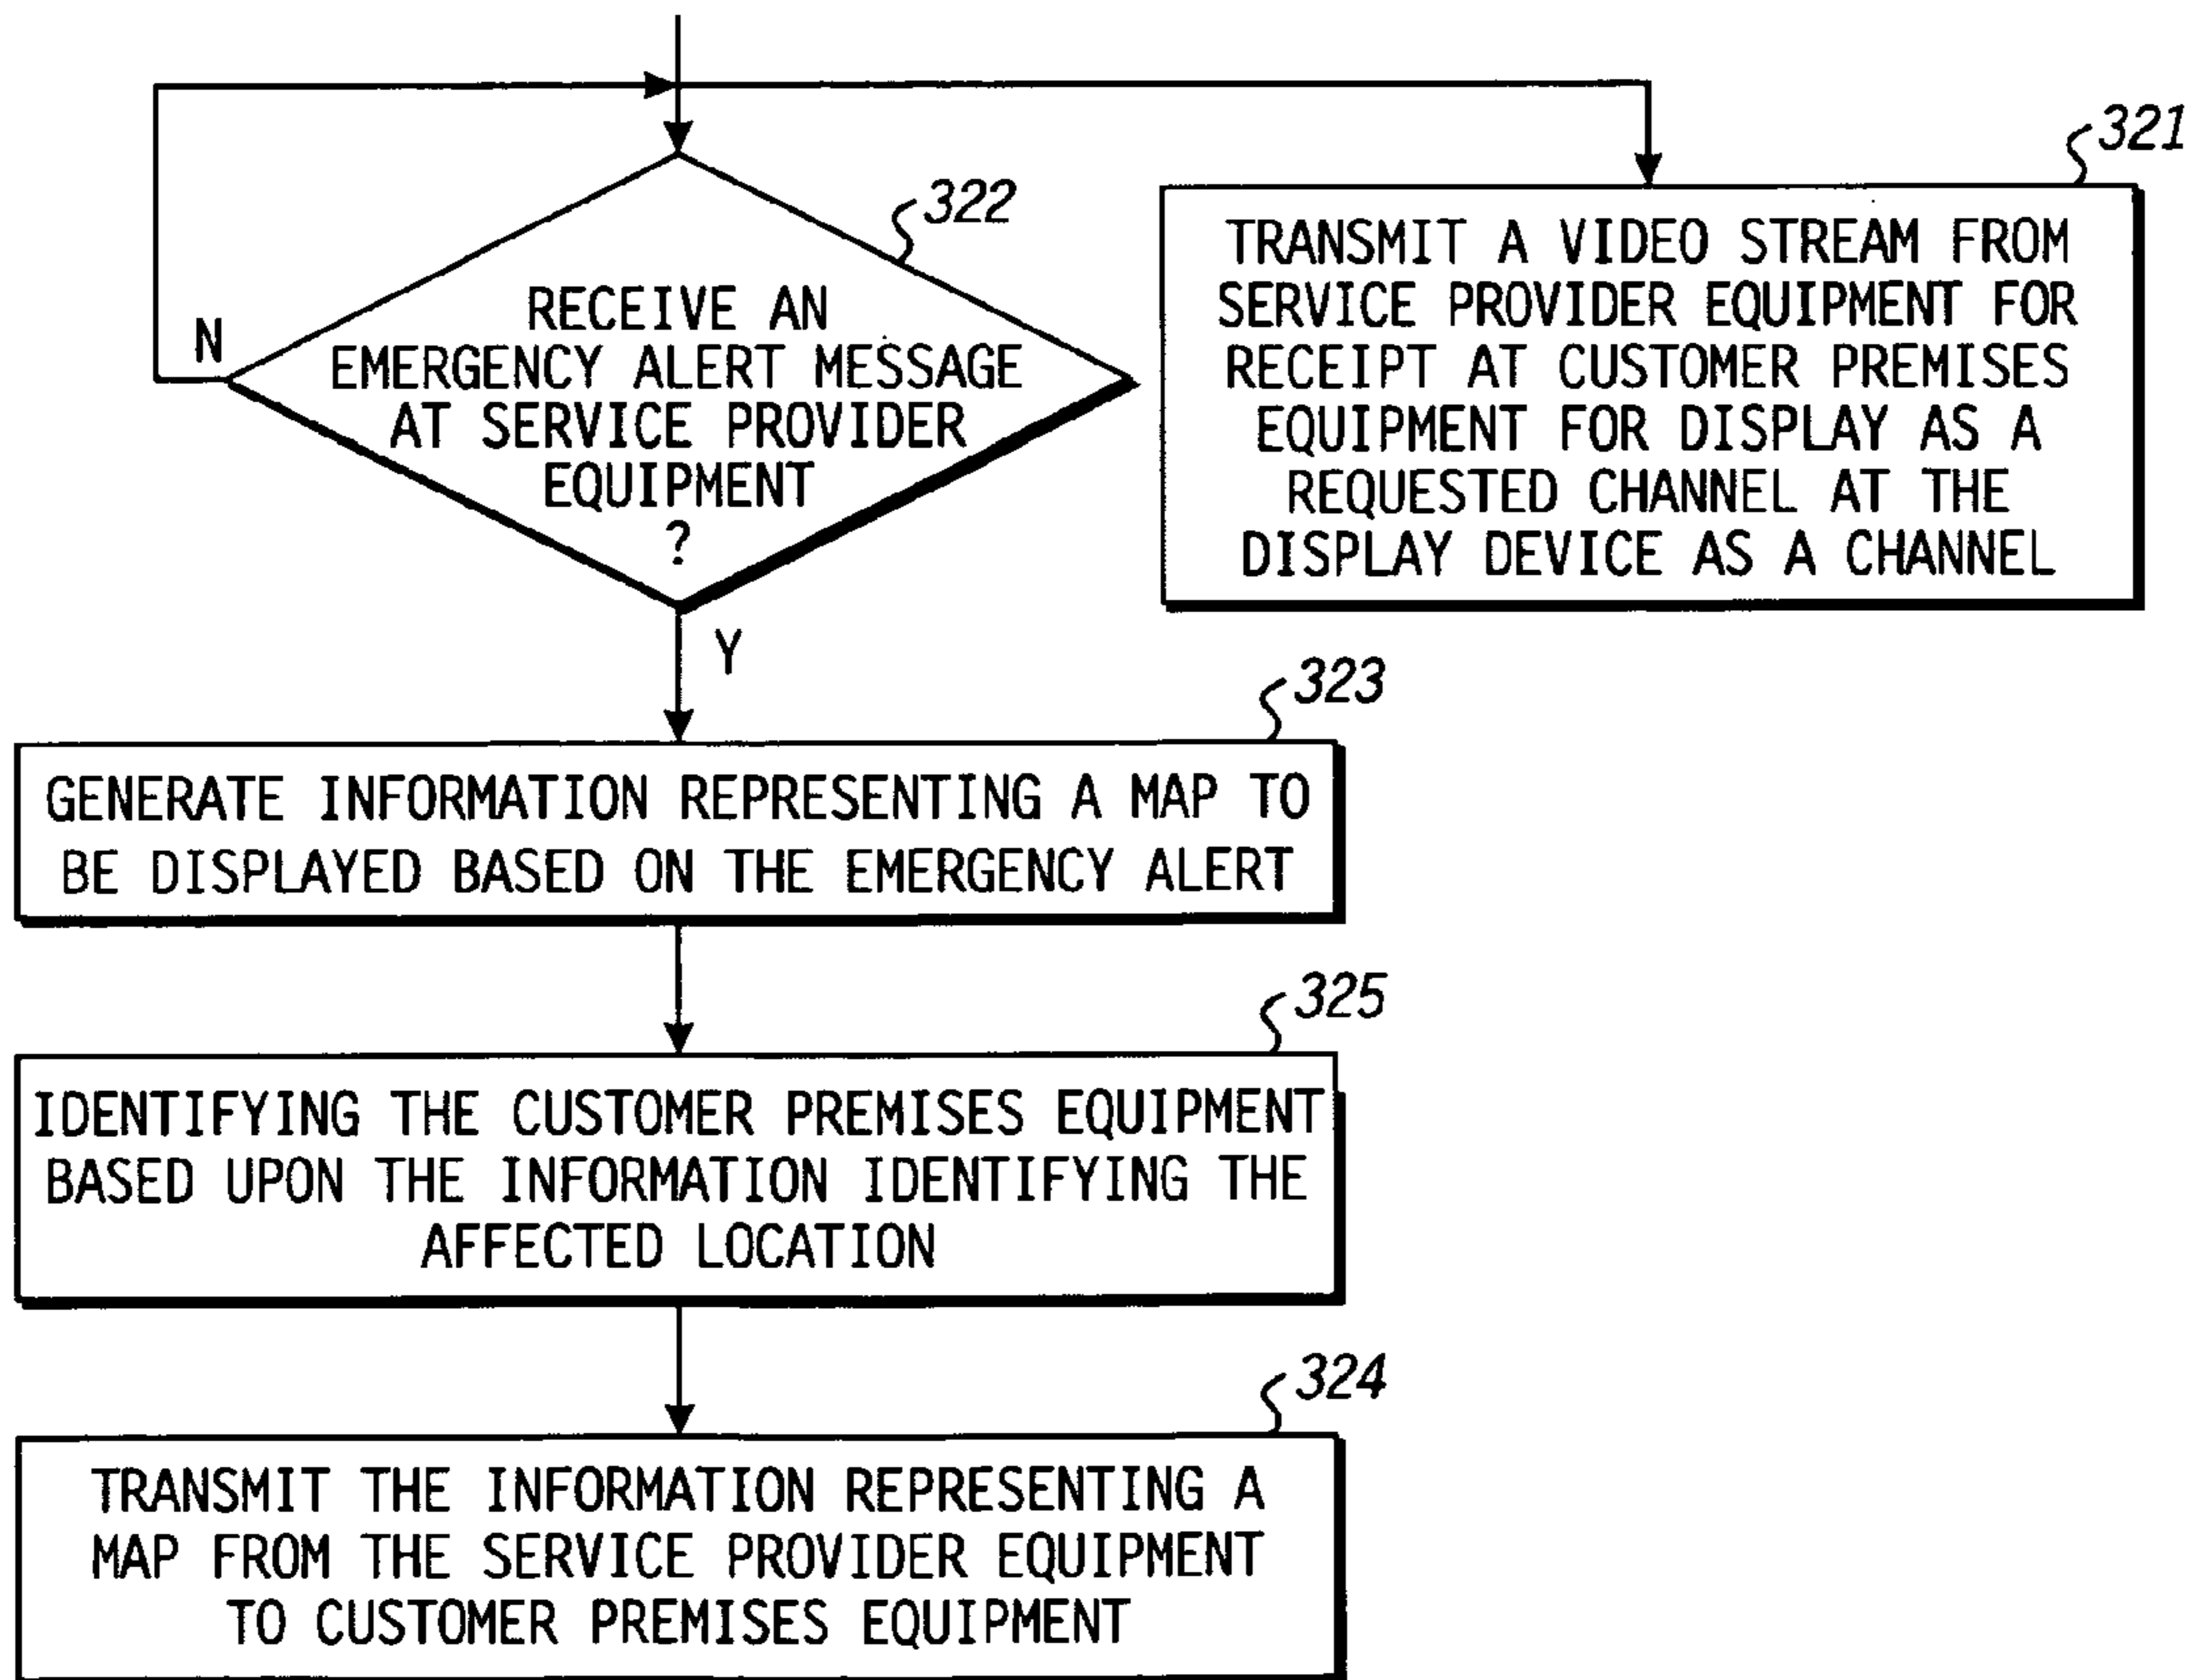 321
TRANSMIT A VIDEO STREAM FROM
SERVICE PROVIDER EQUIPMENT FOR
RECEIPT AT CUSTOMER PREMISES
EQUIPMENT FOR DISPLAY AS A
REQUESTED CHANNEL AT THE
DISPLAY DEVICE AS A CHANNEL
322
RECEIVE AN
EMERGENCY ALERT MESSAGE
AT SERVICE PROVIDER
EQUIPMENT
?
N
Y
323
GENERATE INFORMATION REPRESENTING A MAP TO
BE DISPLAYED BASED ON THE EMERGENCY ALERT
325
IDENTIFYING THE CUSTOMER PREMISES EQUIPMENT
BASED UPON THE INFORMATION IDENTIFYING THE
AFFECTED LOCATION
324
TRANSMIT THE INFORMATION REPRESENTING A
MAP FROM THE SERVICE PROVIDER EQUIPMENT
TO CUSTOMER PREMISES EQUIPMENT